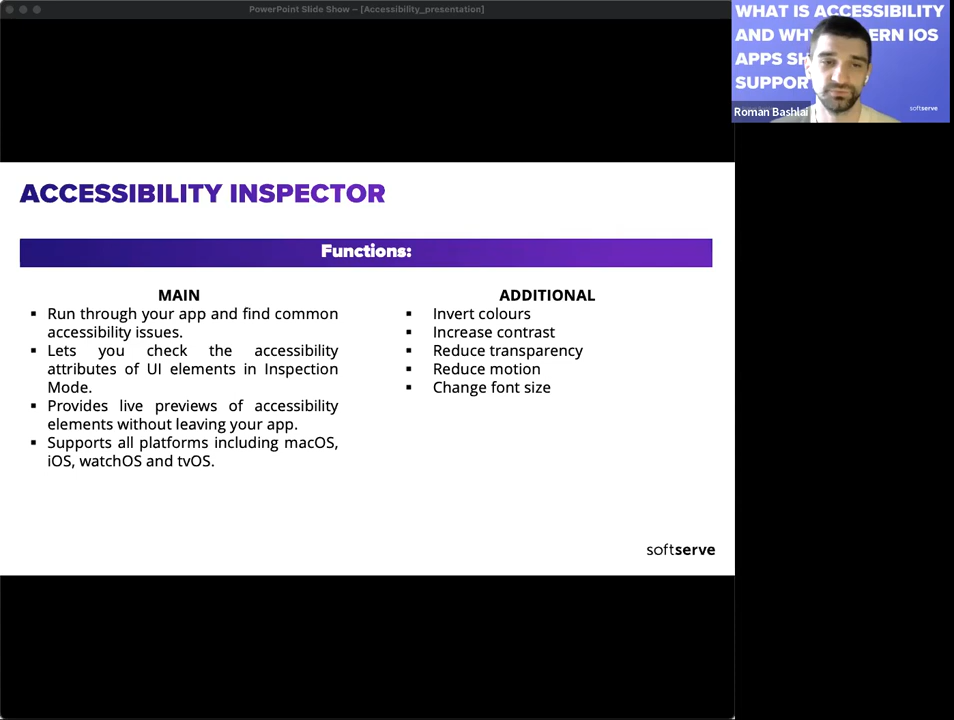 PowerPoint Slide Show – [Accessibility_presentation]
WHAT IS ACCESSIBILITY
AND ERN IOS
APPS
SUPPOR
softserve
Roman Bashlai
ACCESSIBILITY INSPECTOR
Functions:
MAIN
▪ Run through your app and find common
accessibility issues.
▪ Lets you check the accessibility
attributes of UI elements in Inspection
Mode.
▪ Provides live previews of accessibility
elements without leaving your app.
▪ Supports all platforms including macOS,
iOS, watchOS and tvOS.
ADDITIONAL
▪ Invert colours
▪ Increase contrast
▪ Reduce transparency
▪ Reduce motion
▪ Change font size
softserve